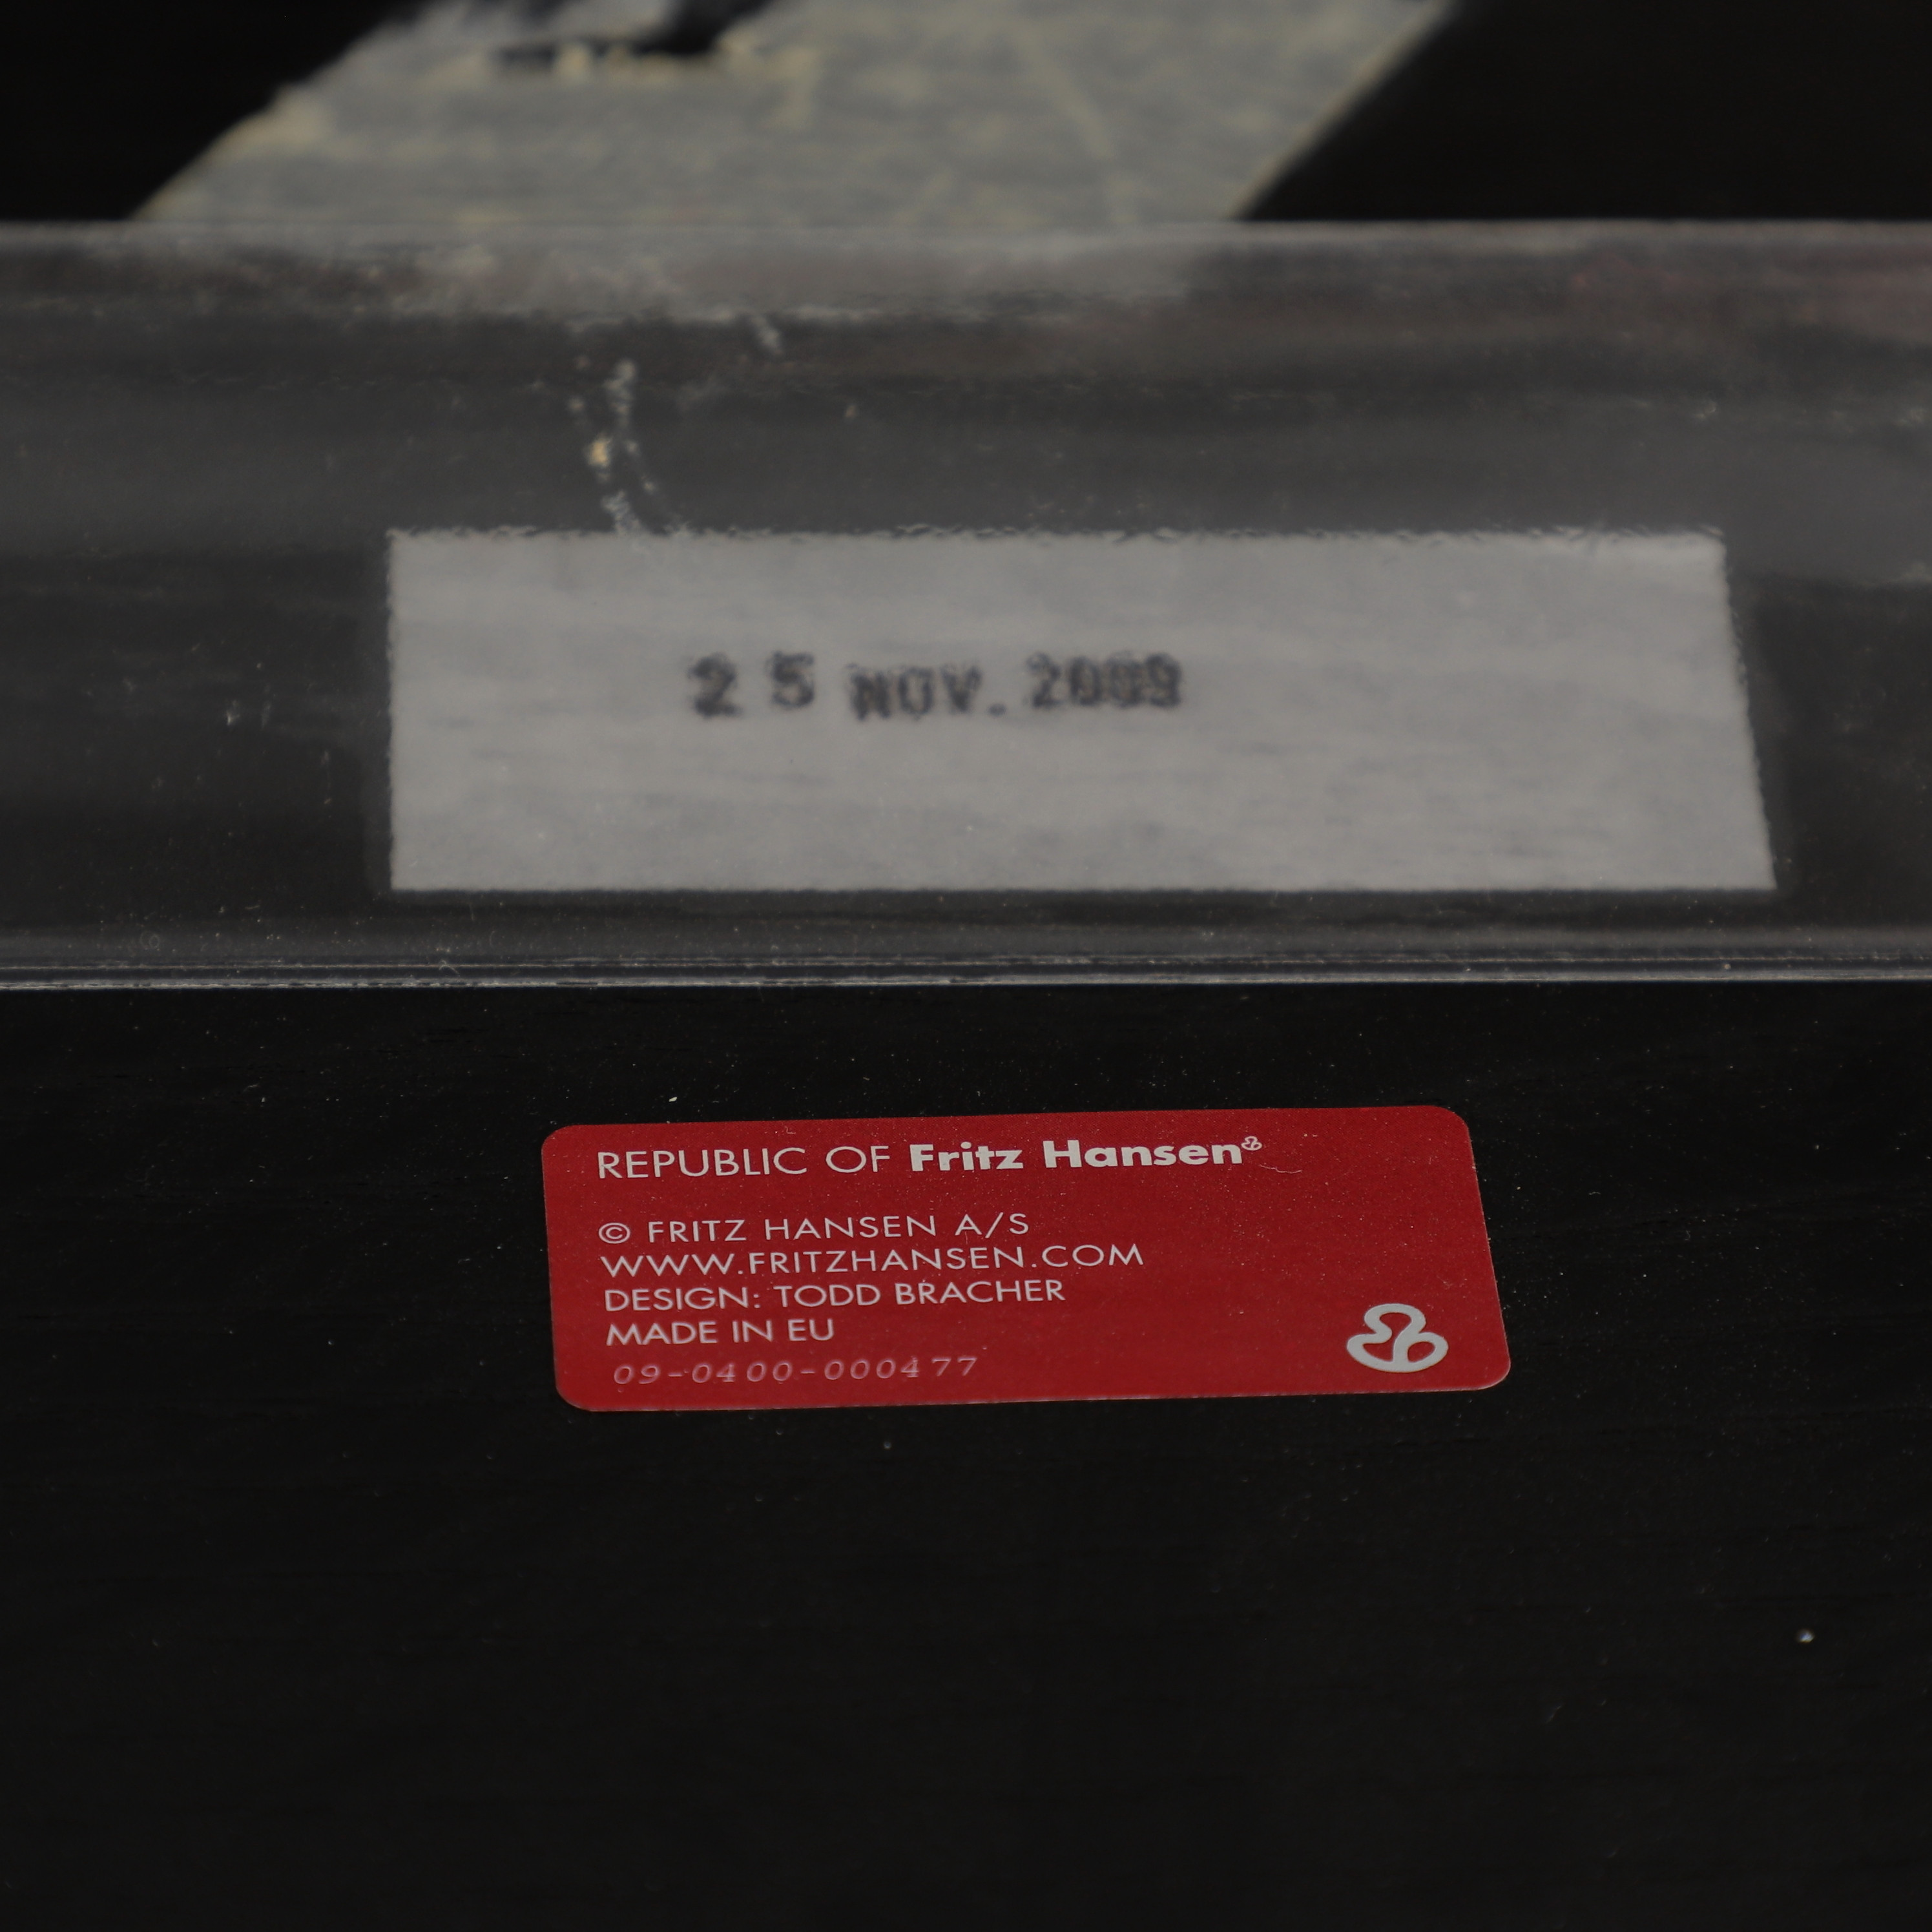 25 NOV. 2009
REPUBLIC OF Fritz Hansen
© FRITZ HANSEN A/S
WWW.FRITZHANSEN.COM
DESIGN: TODD BRACHER
MADE IN EU
09-0400-000477